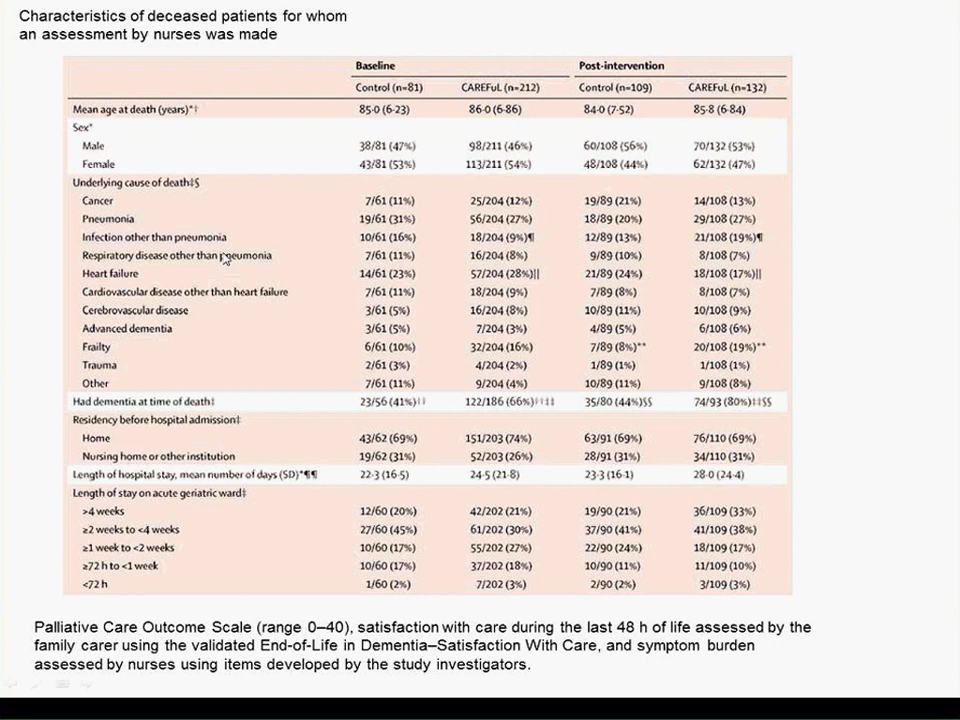 Characteristics of deceased patients for whom
an assessment by nurses was made
Baseline Post-intervention
Control (n=81) CAREFuL (n=212) Control (n=109) CAREFuL (n=132)
Mean age at death (years)*† 85·0 (6·23) 86·0 (6·86) 84·0 (7·52) 85·8 (6·84)
Sex*
Male 38/81 (47%) 98/211 (46%) 60/108 (56%) 70/132 (53%)
Female 43/81 (53%) 113/211 (54%) 48/108 (44%) 62/132 (47%)
Underlying cause of death‡§
Cancer 7/61 (11%) 25/204 (12%) 19/89 (21%) 14/108 (13%)
Pneumonia 19/61 (31%) 56/204 (27%) 18/89 (20%) 29/108 (27%)
Infection other than pneumonia 10/61 (16%) 18/204 (9%)¶ 12/89 (13%) 21/108 (19%)¶
Respiratory disease other than pneumonia 7/61 (11%) 16/204 (8%) 9/89 (10%) 8/108 (7%)
Heart failure 14/61 (23%) 57/204 (28%)|| 21/89 (24%) 18/108 (17%)||
Cardiovascular disease other than heart failure 7/61 (11%) 18/204 (9%) 7/89 (8%) 8/108 (7%)
Cerebrovascular disease 3/61 (5%) 16/204 (8%) 10/89 (11%) 10/108 (9%)
Advanced dementia 3/61 (5%) 7/204 (3%) 4/89 (5%) 6/108 (6%)
Frailty 6/61 (10%) 32/204 (16%) 7/89 (8%)** 20/108 (19%)**
Trauma 2/61 (3%) 4/204 (2%) 1/89 (1%) 1/108 (1%)
Other 7/61 (11%) 9/204 (4%) 10/89 (11%) 9/108 (8%)
Had dementia at time of death‡ 23/56 (41%)†† 122/186 (66%)††‡‡ 35/80 (44%)§§ 74/93 (80%)‡‡§§
Residency before hospital admission‡
Home 43/62 (69%) 151/203 (74%) 63/91 (69%) 76/110 (69%)
Nursing home or other institution 19/62 (31%) 52/203 (26%) 28/91 (31%) 34/110 (31%)
Length of hospital stay, mean number of days (SD)*¶¶ 22·3 (16·5) 24·5 (21·8) 23·3 (16·1) 28·0 (24·4)
Length of stay on acute geriatric ward‡
>4 weeks 12/60 (20%) 42/202 (21%) 19/90 (21%) 36/109 (33%)
≥2 weeks to <4 weeks 27/60 (45%) 61/202 (30%) 37/90 (41%) 41/109 (38%)
≥1 week to <2 weeks 10/60 (17%) 55/202 (27%) 22/90 (24%) 18/109 (17%)
≥72 h to <1 week 10/60 (17%) 37/202 (18%) 10/90 (11%) 11/109 (10%)
<72 h 1/60 (2%) 7/202 (3%) 2/90 (2%) 3/109 (3%)
Palliative Care Outcome Scale (range 0–40), satisfaction with care during the last 48 h of life assessed by the
family carer using the validated End-of-Life in Dementia–Satisfaction With Care, and symptom burden
assessed by nurses using items developed by the study investigators.